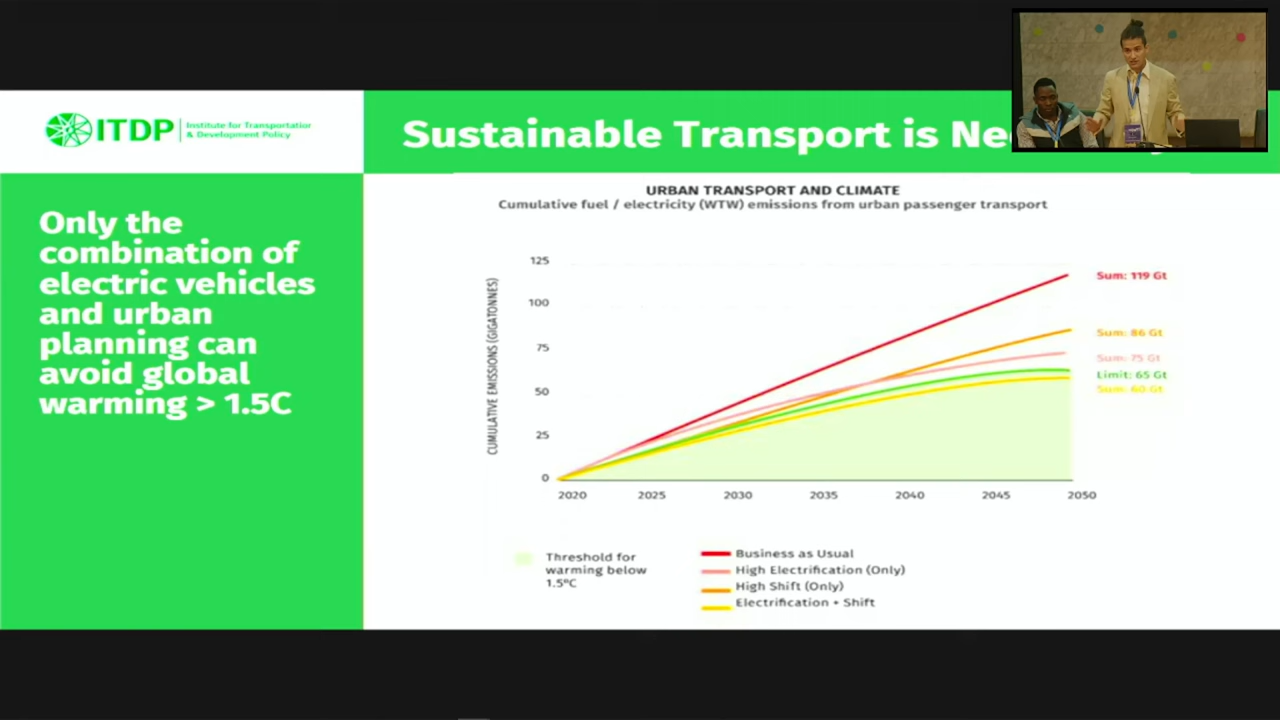 ITDP
Institute for Transportation
& Development Policy
Sustainable Transport is
Only the
combination of
electric vehicles
and urban
planning can
avoid global
warming > 1.5C
URBAN TRANSPORT AND CLIMATE
Cumulative fuel / electricity (WTW) emissions from urban passenger transport
CUMULATIVE EMISSIONS (GIGATONNES)
125
100
75
50
25
0
2020 2025 2030 2035 2040 2045 2050
Sum: 119 Gt
Sum: 86 Gt
Sum: 75 Gt
Limit: 65 Gt
Sum: 60 Gt
Threshold for
warming below
1.5°C
Business as Usual
High Electrification (Only)
High Shift (Only)
Electrification + Shift